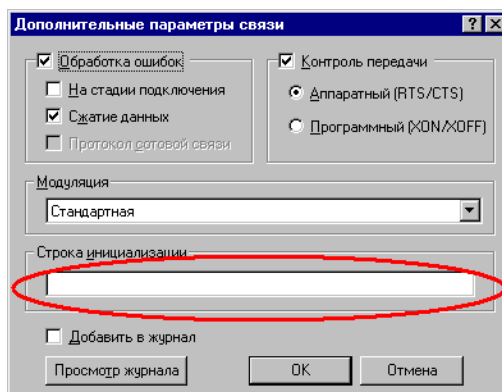 Дополнительные параметры связи
Обработка ошибок
На стадии подключения
Сжатие данных
Протокол сотовой связи
Контроль передачи
Аппаратный (RTS/CTS)
Программный (XON/XOFF)
Модуляция
Стандартная
Строка инициализации
Добавить в журнал
Просмотр журнала
OK
Отмена